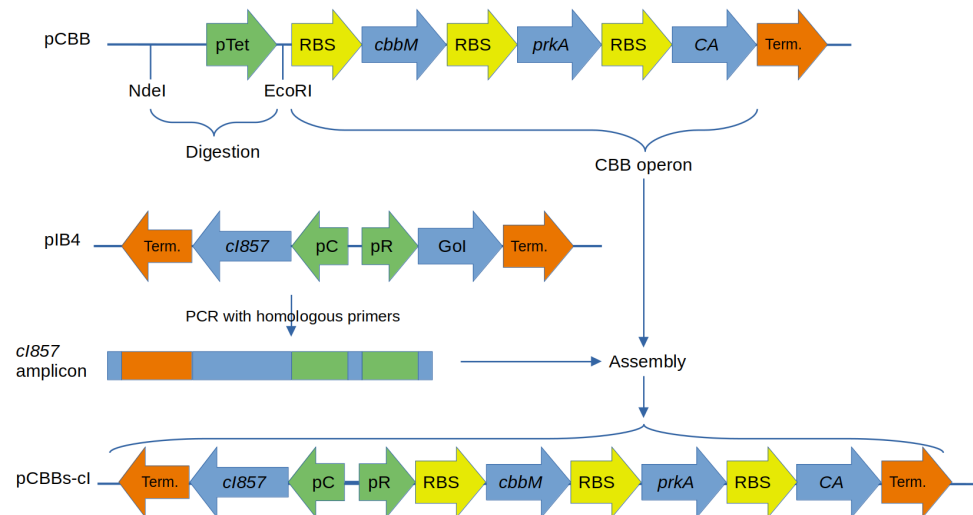 pCBB pTet RBS cbbM RBS prkA RBS CA Term.
NdeI EcoRI
Digestion
CBB operon
pIB4 Term. cI857 pC pR GoI Term.
PCR with homologous primers
cI857
amplicon
Assembly
pCBBs-cI Term. cI857 pC pR RBS cbbM RBS prkA RBS CA Term.